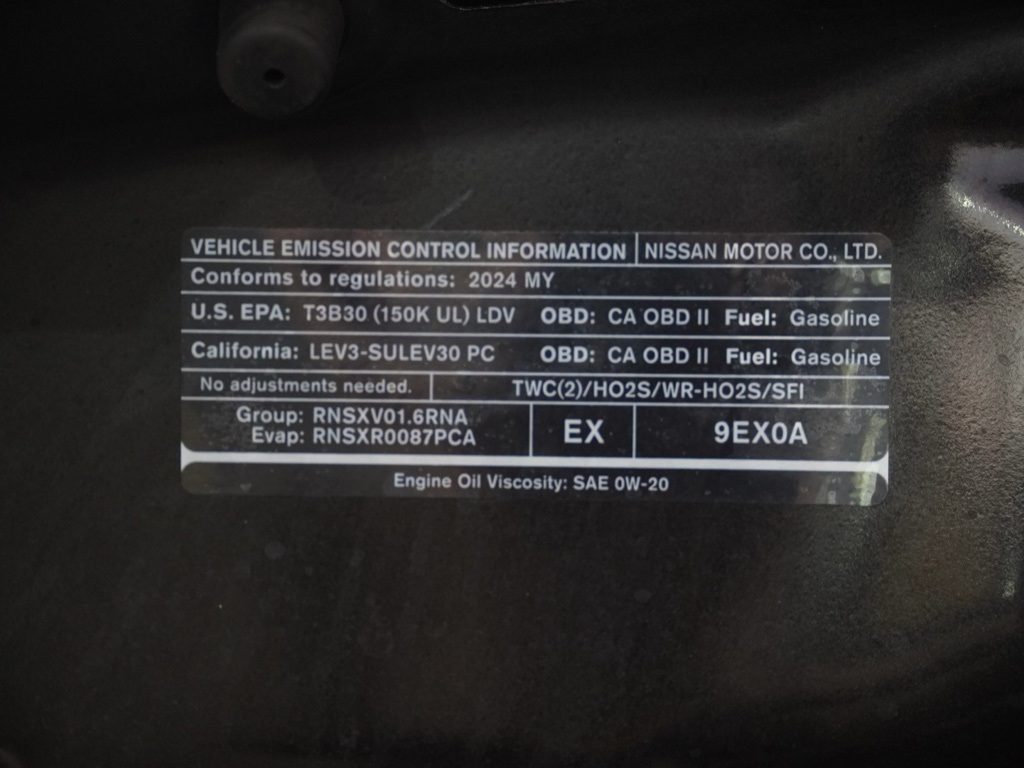 VEHICLE EMISSION CONTROL INFORMATION NISSAN MOTOR CO., LTD.
Conforms to regulations: 2024 MY
U.S. EPA: T3B30 (150K UL) LDV OBD: CA OBD II Fuel: Gasoline
California: LEV3-SULEV30 PC OBD: CA OBD II Fuel: Gasoline
No adjustments needed. TWC(2)/HO2S/WR-HO2S/SFI
Group: RNSXV01.6RNA
Evap: RNSXR0087PCA
EX 9EX0A
Engine Oil Viscosity: SAE 0W-20